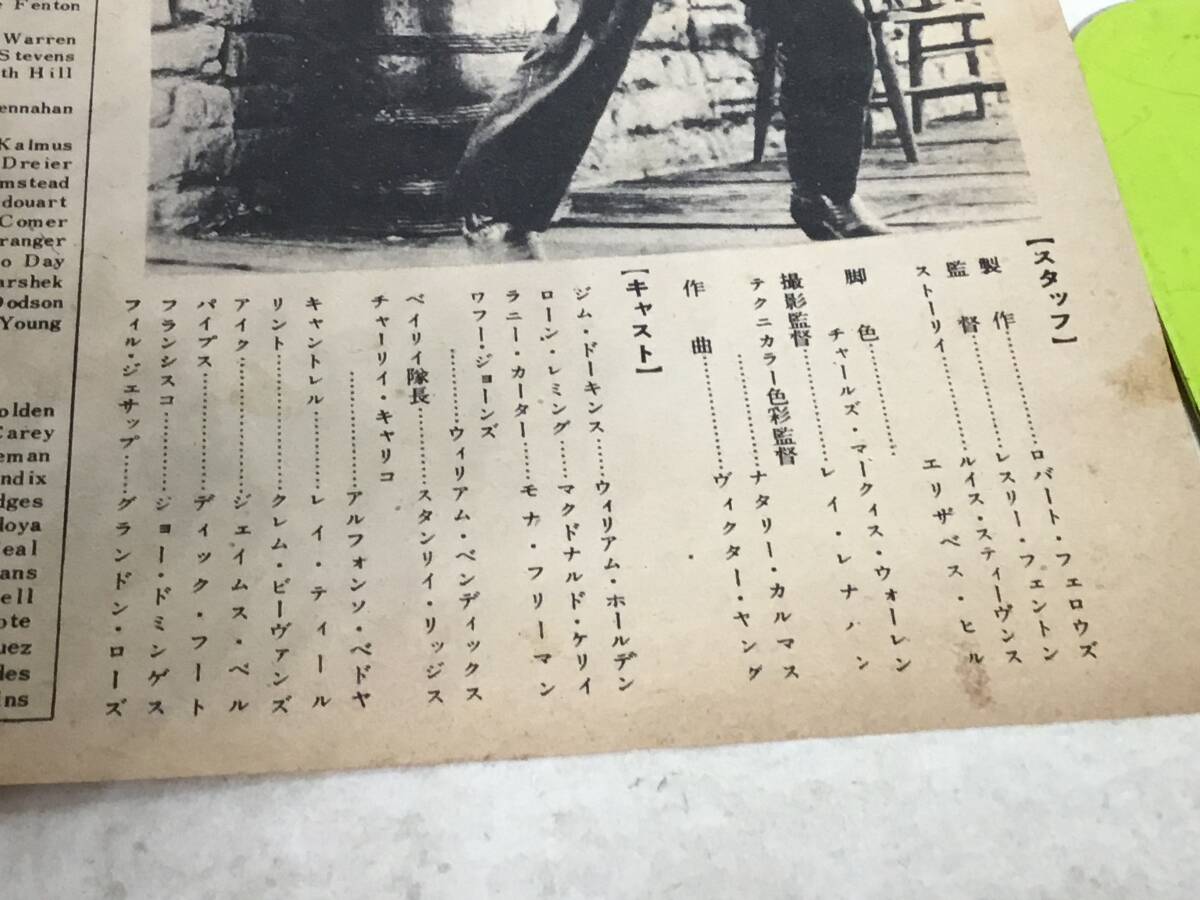 Fenton
Warren
Stevens
th Hill
ennahan
Kalmus
Dreier
mstead
douart
Comer
ranger
o Day
arshek
Dodson
Young
olden
Carey
eman
ndix
dges
doya
eal
ans
ell
ote
uez
des
ins
【スタッフ】
製作………ロバート・フェロウズ
監督………レスリー・フェントン
ストーリイ………ルイス・スティーヴンス
エリザベス・ヒル
脚色………
チャールズ・マークィス・ウォーレン
撮影監督………レイ・レナハン
テクニカラー色彩監督
………ナタリー・カルマス
作曲………ヴィクター・ヤング
【キャスト】
ジム・ドーキンス………ウィリアム・ホールデン
ローン・レミング………マクドナルド・ケリイ
ラニー・カーター………モナ・フリーマン
ワフー・ジョーンズ
………ウィリアム・ベンディックス
ベイリイ隊長………スタンリイ・リッジス
チャーリイ・キャリコ
………アルフォンソ・ベドヤ
キャントレル………レイ・ティール
リント………クレム・ビーヴァンズ
アイク………ジェイムス・ベル
パイプス………ディック・フート
フランシスコ………ジョー・ドミンゲス
フィル・ジェサップ………グランドン・ローズ